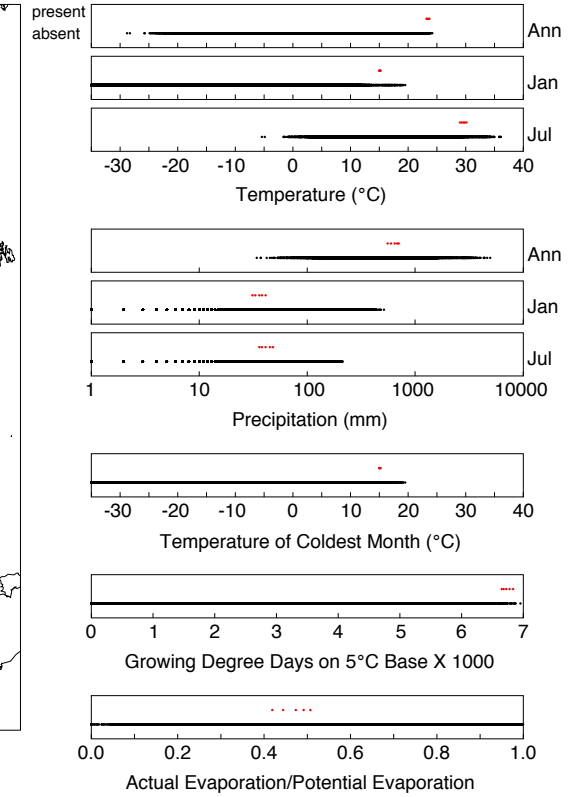 present
absent
Ann
Jan
Jul
-30 -20 -10 0 10 20 30 40
Temperature (°C)
Ann
Jan
Jul
1 10 100 1000 10000
Precipitation (mm)
-30 -20 -10 0 10 20 30 40
Temperature of Coldest Month (°C)
0 1 2 3 4 5 6 7
Growing Degree Days on 5°C Base X 1000
0.0 0.2 0.4 0.6 0.8 1.0
Actual Evaporation/Potential Evaporation